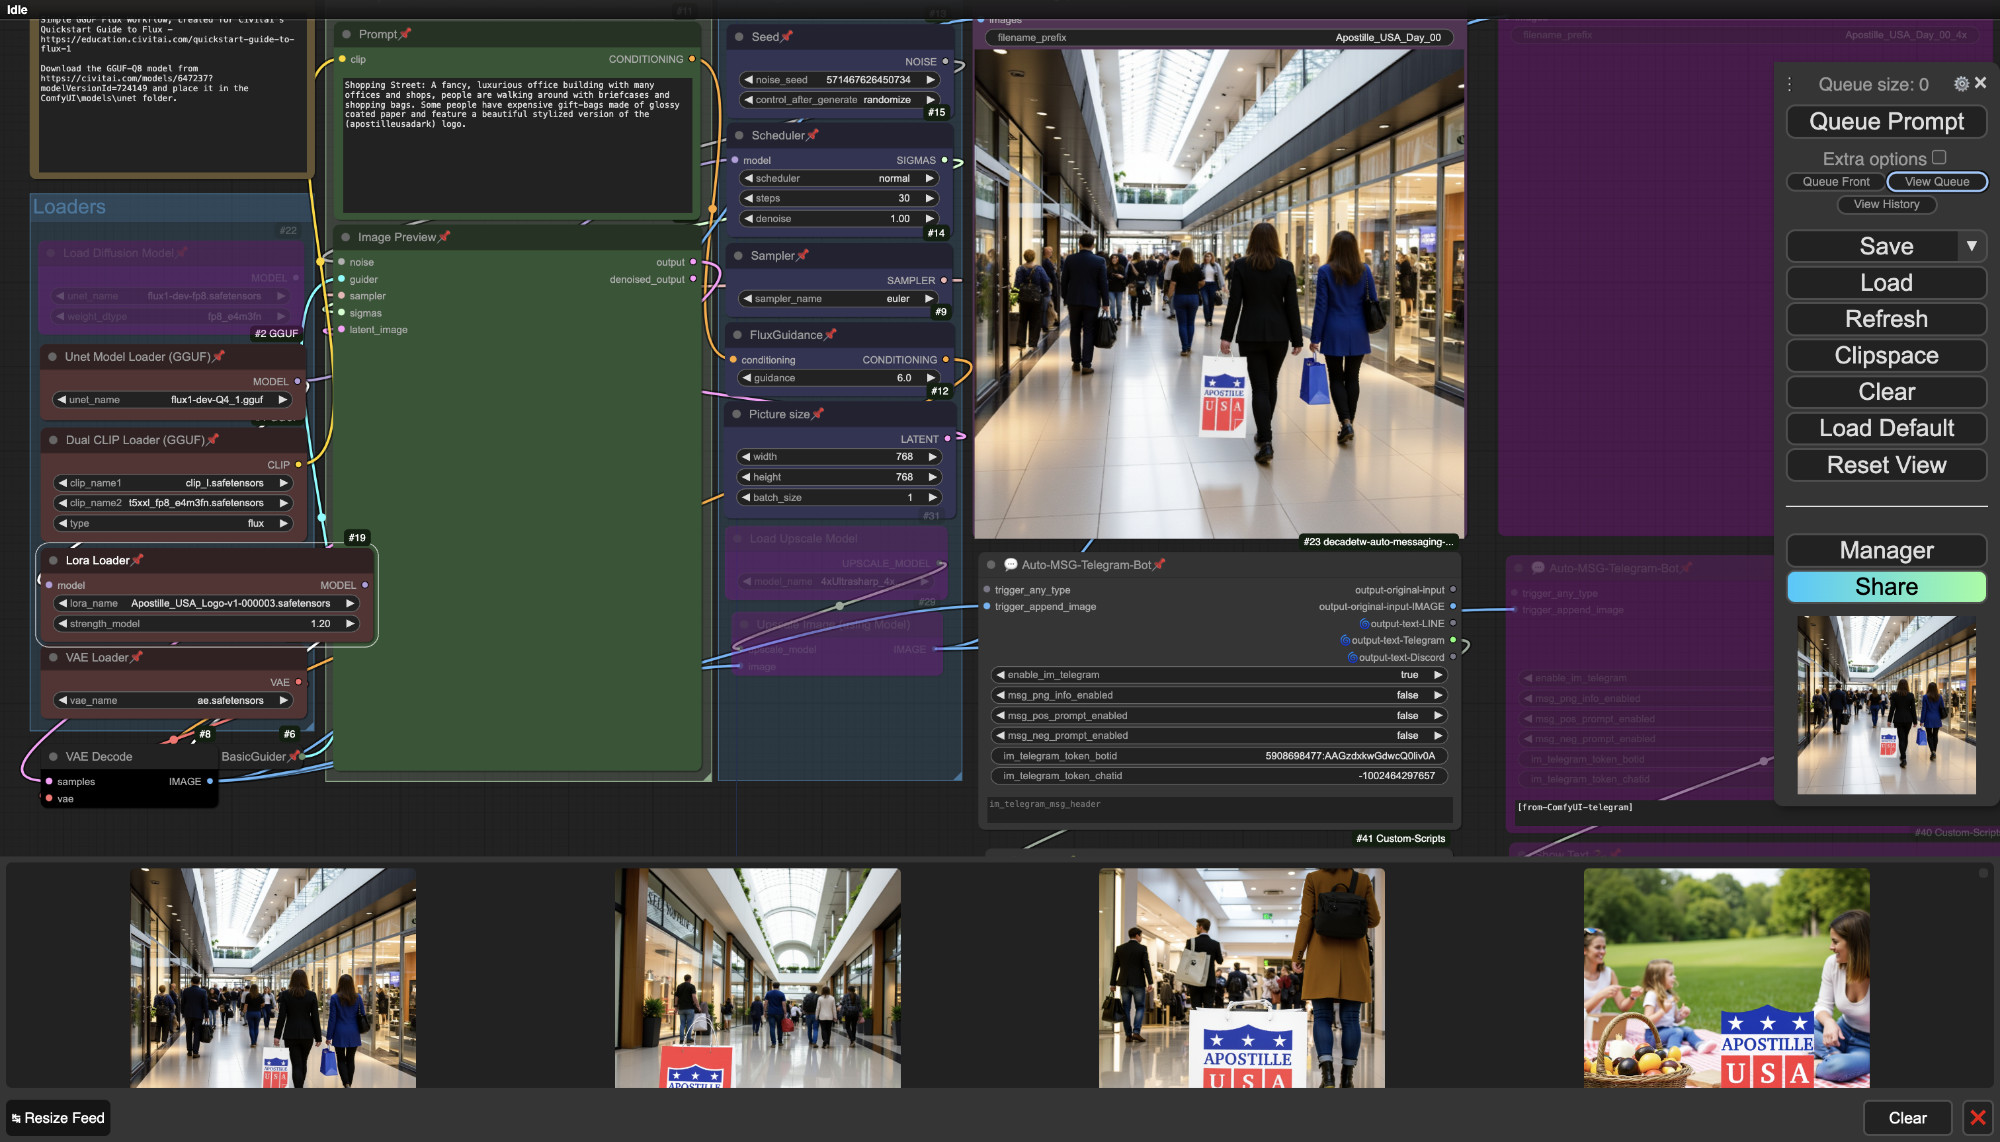 Idle
Simple GGUF Flux Workflow, created for Civitai's
Quickstart Guide to Flux -
https://education.civitai.com/quickstart-guide-to-
flux-1
Download the GGUF-Q8 model from
https://civitai.com/models/647237?
modelVersionId=724149 and place it in the
ComfyUI\models\unet folder.
Loaders
#22
Load Diffusion Model
MODEL
unet_name flux1-dev-fp8.safetensors
weight_dtype fp8_e4m3fn
#2 GGUF
Unet Model Loader (GGUF)
MODEL
unet_name flux1-dev-Q4_1.gguf
Dual CLIP Loader (GGUF)
CLIP
clip_name1 clip_l.safetensors
clip_name2 t5xxl_fp8_e4m3fn.safetensors
type flux
#19
Lora Loader
model MODEL
lora_name Apostille_USA_Logo-v1-000003.safetensors
strength_model 1.20
VAE Loader
VAE
vae_name ae.safetensors
#8
#6
VAE Decode
BasicGuider
samples IMAGE
vae
#11
Prompt
clip CONDITIONING
Shopping Street: A fancy, luxurious office building with many
offices and shops, people are walking around with briefcases and
shopping bags. Some people have expensive gift-bags made of glossy
coated paper and feature a beautiful stylized version of the
(apostilleusadark) logo.
Image Preview
noise output
guider denoised_output
sampler
sigmas
latent_image
Seed
NOISE
noise_seed 571467626450734
control_after_generate randomize
#15
Scheduler
model SIGMAS
scheduler normal
steps 30
denoise 1.00
#14
Sampler
SAMPLER
sampler_name euler
#9
FluxGuidance
conditioning CONDITIONING
guidance 6.0
#12
Picture size
LATENT
width 768
height 768
batch_size 1
#31
Load Upscale Model
UPSCALE_MODEL
model_name 4xUltrasharp_4x
#29
Upscale Image (using Model)
upscale_model IMAGE
image
images
filename_prefix Apostille_USA_Day_00
APOSTILLE
USA
#23 decadetw-auto-messaging-...
Auto-MSG-Telegram-Bot
trigger_any_type output-original-input
trigger_append_image output-original-input-IMAGE
output-text-LINE
output-text-Telegram
output-text-Discord
enable_im_telegram true
msg_png_info_enabled false
msg_pos_prompt_enabled false
msg_neg_prompt_enabled false
im_telegram_token_botid 5908698477:AAGzdxkwGdwcQ0liv0A
im_telegram_token_chatid -1002464297657
im_telegram_msg_header
#41 Custom-Scripts
filename_prefix Apostille_USA_Day_00_4x
Auto-MSG-Telegram-Bot
trigger_any_type
trigger_append_image
enable_im_telegram
msg_png_info_enabled
msg_pos_prompt_enabled
msg_neg_prompt_enabled
im_telegram_token_botid
im_telegram_token_chatid
[from-ComfyUI-telegram]
#40 Custom-Scripts
Show Text
Queue size: 0
Queue Prompt
Extra options
Queue Front View Queue
View History
Save
Load
Refresh
Clipspace
Clear
Load Default
Reset View
Manager
Share
APOSTILLE
USA
APOSTILLE
APOSTILLE
USA
APOSTILLE
USA
Resize Feed
Clear